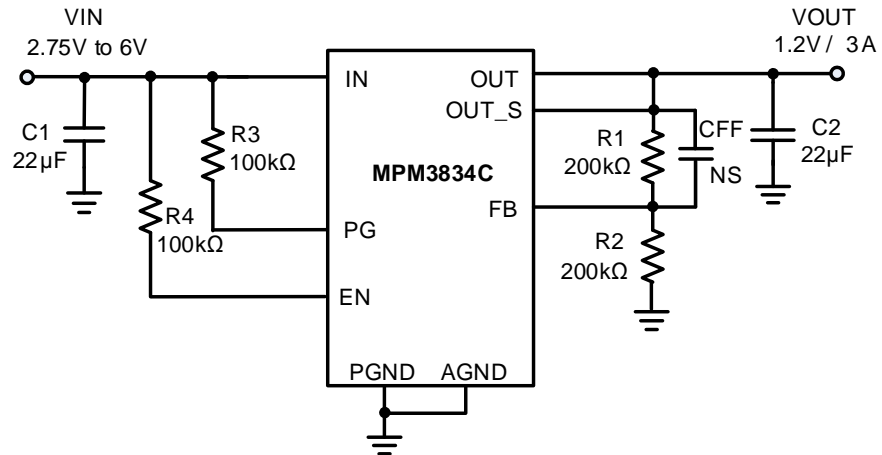 VIN
2.75V to 6V
VOUT
1.2V / 3A
IN
OUT
OUT_S
C1
22µF
R3
100kΩ
R4
100kΩ
MPM3834C
R1
200kΩ
CFF
NS
C2
22µF
PG
FB
R2
200kΩ
EN
PGND
AGND